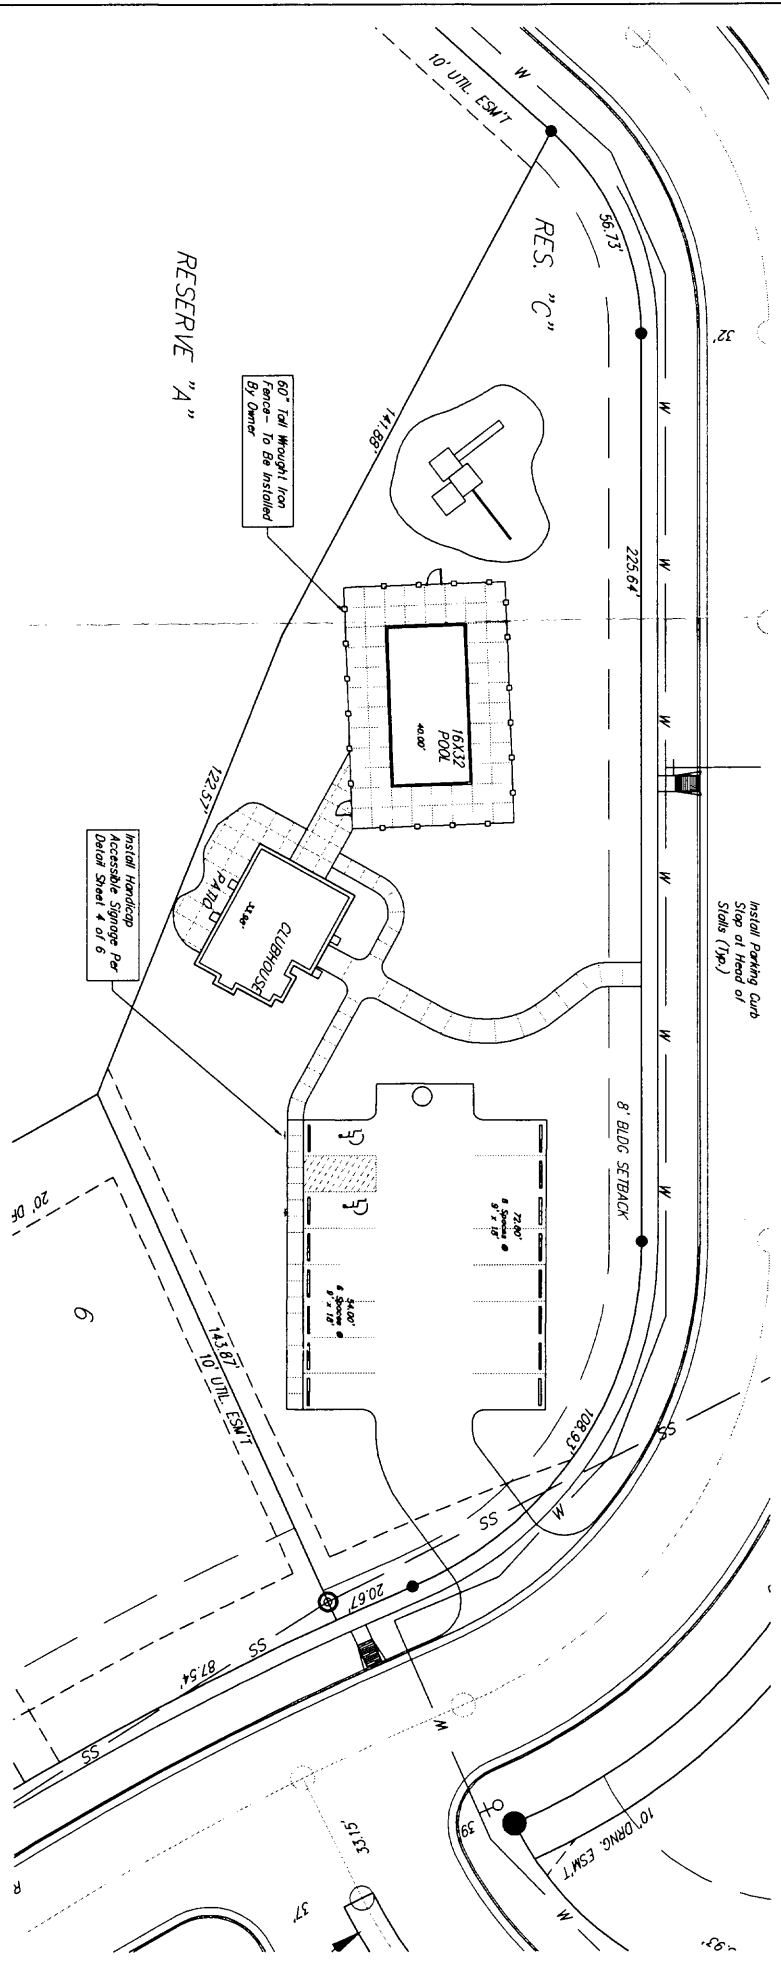 10' UTIL. ESM'T
W
RES. "C"
56.73'
32'
RESERVE "A"
60" Tall Wrought Iron
Fence- To Be Installed
By Owner
141.88'
W
W
225.64'
16X32
POOL
40.00'
W
122.57'
PATIO
CLUBHOUSE
W
Install Parking Curb
Stop at Head of
Stalls (Typ.)
Install Handicap
Accessible Signage Per
Detail Sheet 4 of 6
W
8' BLDG SETBACK
W
72.00'
8 Spaces @
9' x 18'
54.00'
6 Spaces @
9' x 18'
20' DR
6
143.87'
10' UTIL. ESM'T
108.93'
SS
SS
W
20.67'
SS
87.54'
SS
W
39
10' DRNG. ESM'T
33.15'
37'
W
R
.93'